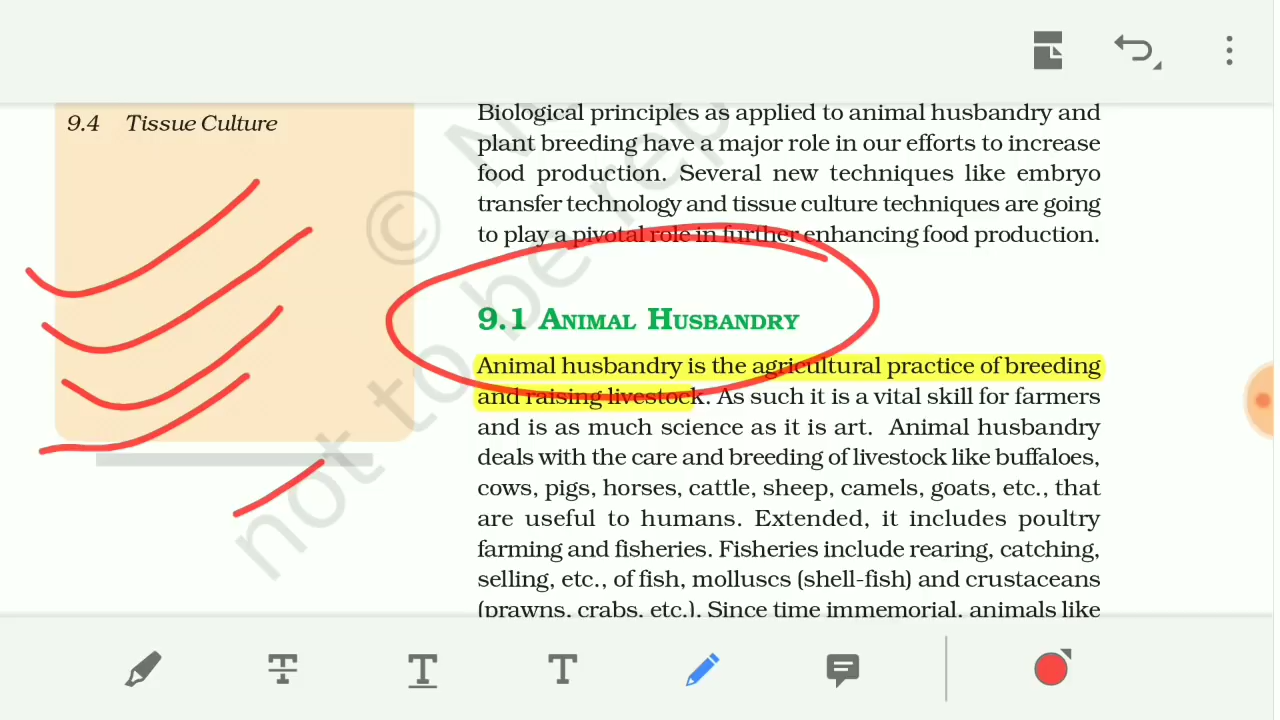 9.4 Tissue Culture
Biological principles as applied to animal husbandry and
plant breeding have a major role in our efforts to increase
food production. Several new techniques like embryo
transfer technology and tissue culture techniques are going
to play a pivotal role in further enhancing food production.
9.1 ANIMAL HUSBANDRY
Animal husbandry is the agricultural practice of breeding
and raising livestock. As such it is a vital skill for farmers
and is as much science as it is art. Animal husbandry
deals with the care and breeding of livestock like buffaloes,
cows, pigs, horses, cattle, sheep, camels, goats, etc., that
are useful to humans. Extended, it includes poultry
farming and fisheries. Fisheries include rearing, catching,
selling, etc., of fish, molluscs (shell-fish) and crustaceans
(prawns, crabs, etc.). Since time immemorial, animals like
© N
not to be rep
T
T
T